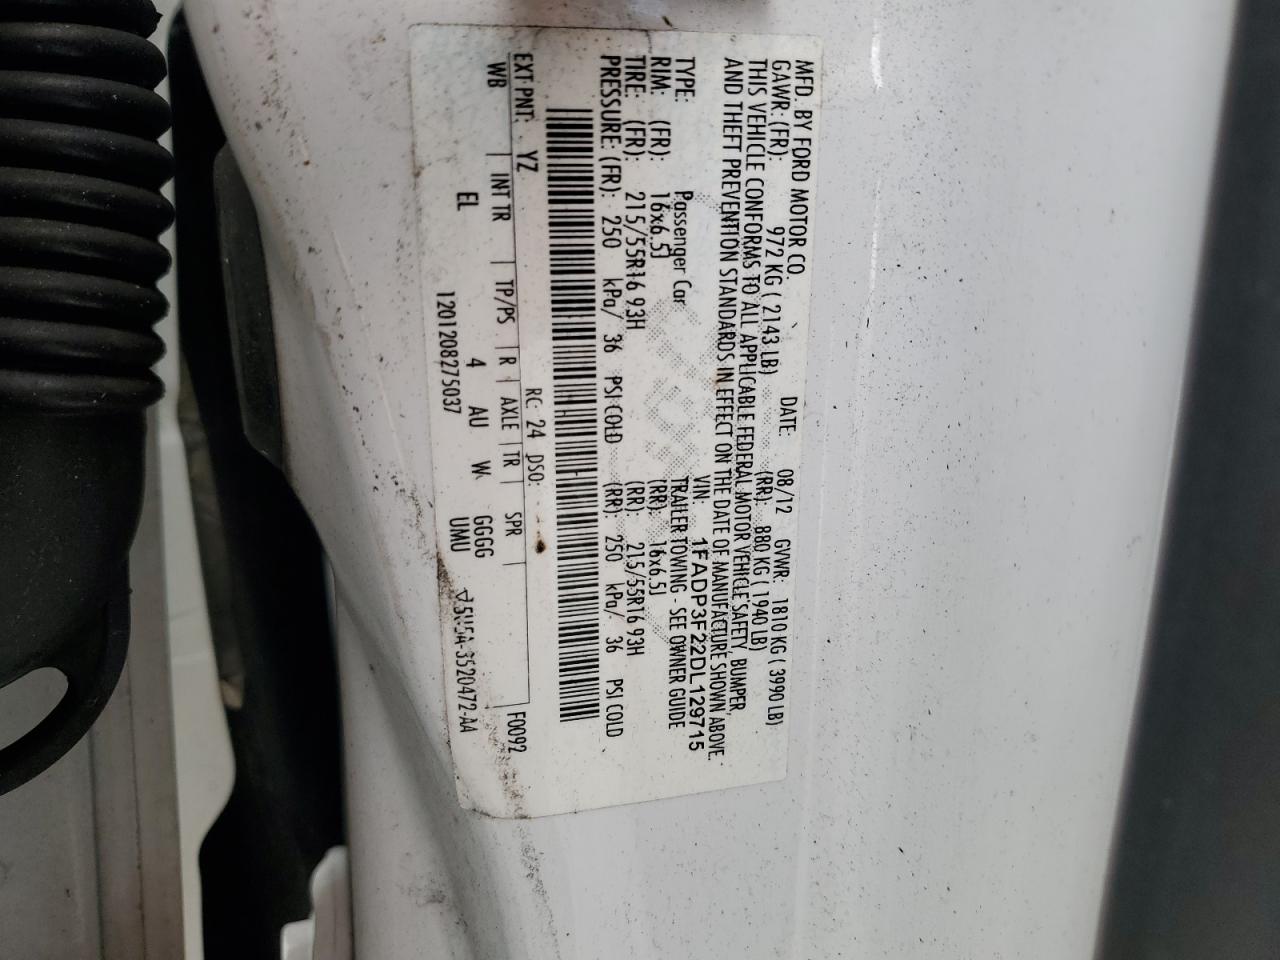 MFD. BY FORD MOTOR CO.
DATE: 08/12 GVWR: 1810 KG ( 3990 LB)
GAWR: (FR): 972 KG ( 2143 LB) (RR): 880 KG ( 1940 LB)
THIS VEHICLE CONFORMS TO ALL APPLICABLE FEDERAL MOTOR VEHICLE SAFETY, BUMPER,
AND THEFT PREVENTION STANDARDS IN EFFECT ON THE DATE OF MANUFACTURE SHOWN ABOVE.
VIN: 1FADP3F22DL129715
TYPE: Passenger Car TRAILER TOWING - SEE OWNER GUIDE
RIM: (FR): 16x6.5J (RR): 16x6.5J
TIRE: (FR): 215/55R16 93H (RR): 215/55R16 93H
PRESSURE: (FR): 250 kPa/ 36 PSI COLD (RR): 250 kPa/ 36 PSI COLD
EXT PNT: YZ RC: 24 DSO: F0092
WB INT TR TP/PS R AXLE TR SPR
EL 4 AU W GGGG
UMU
120120827503​7 5U5A-3520472-AA